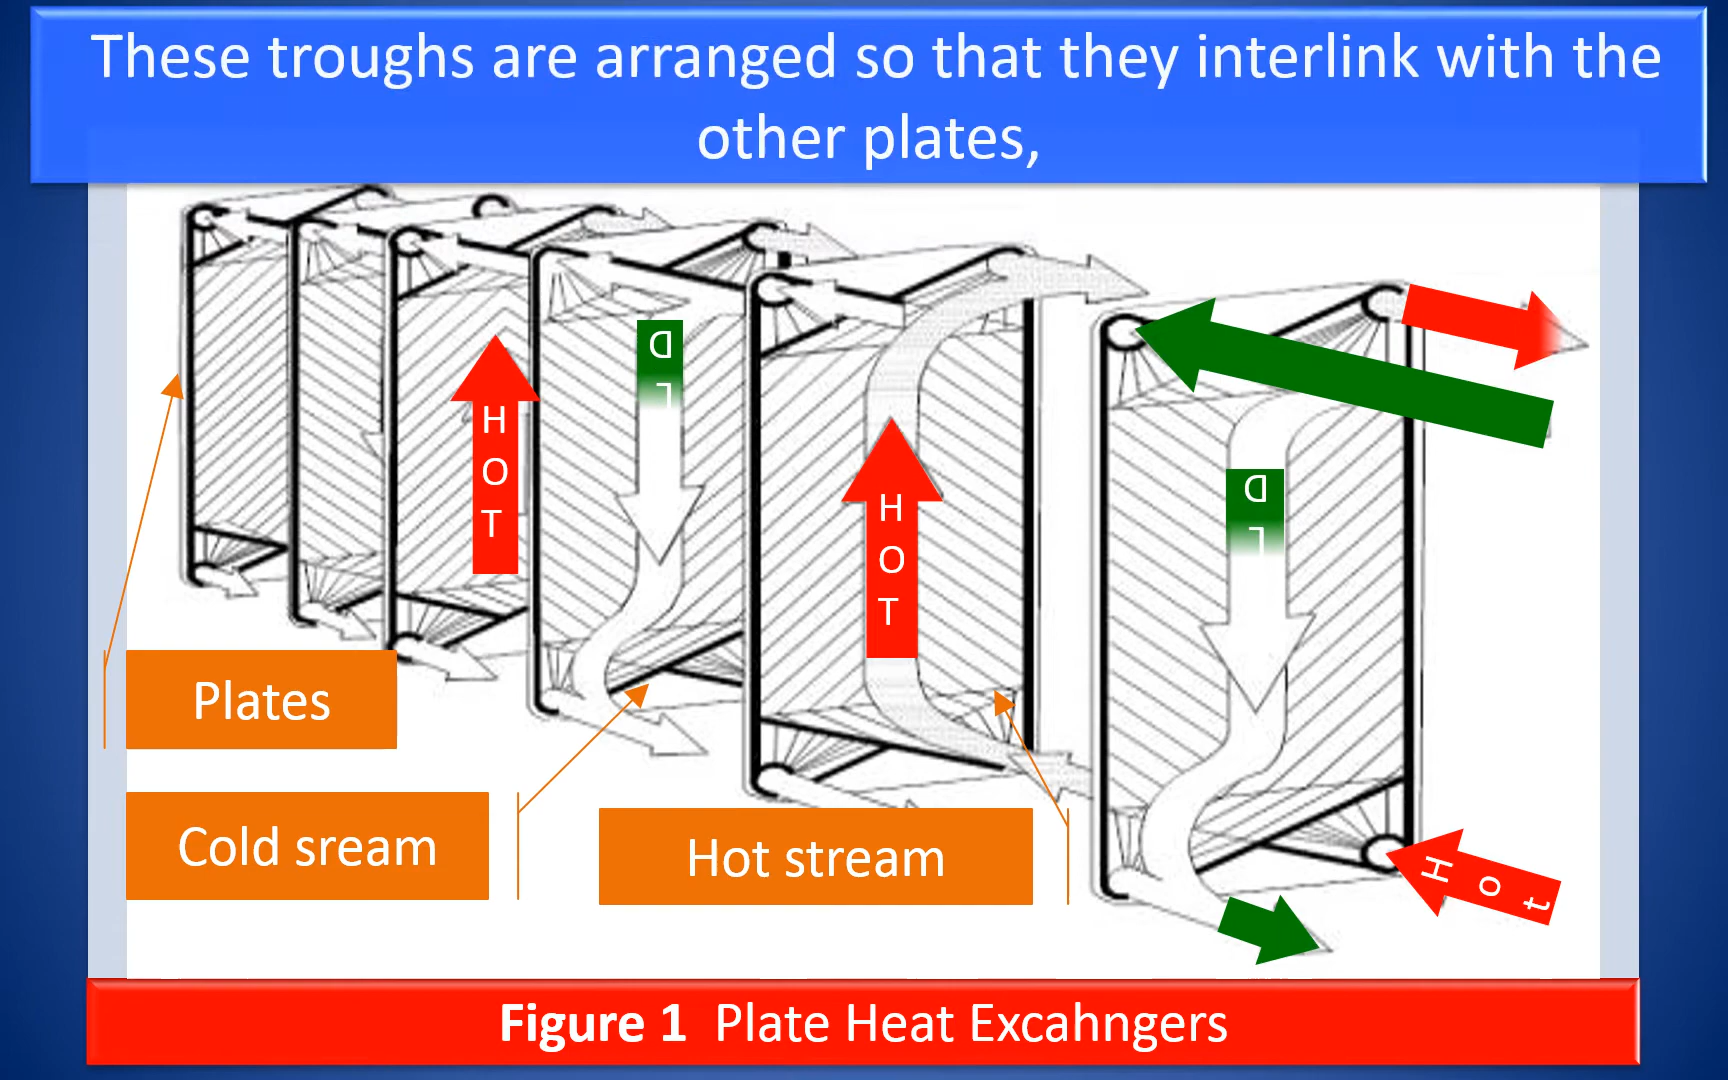 These troughs are arranged so that they interlink with the
other plates,
HOT
HOT
Hot
Plates
Cold sream
Hot stream
Figure 1 Plate Heat Excahngers